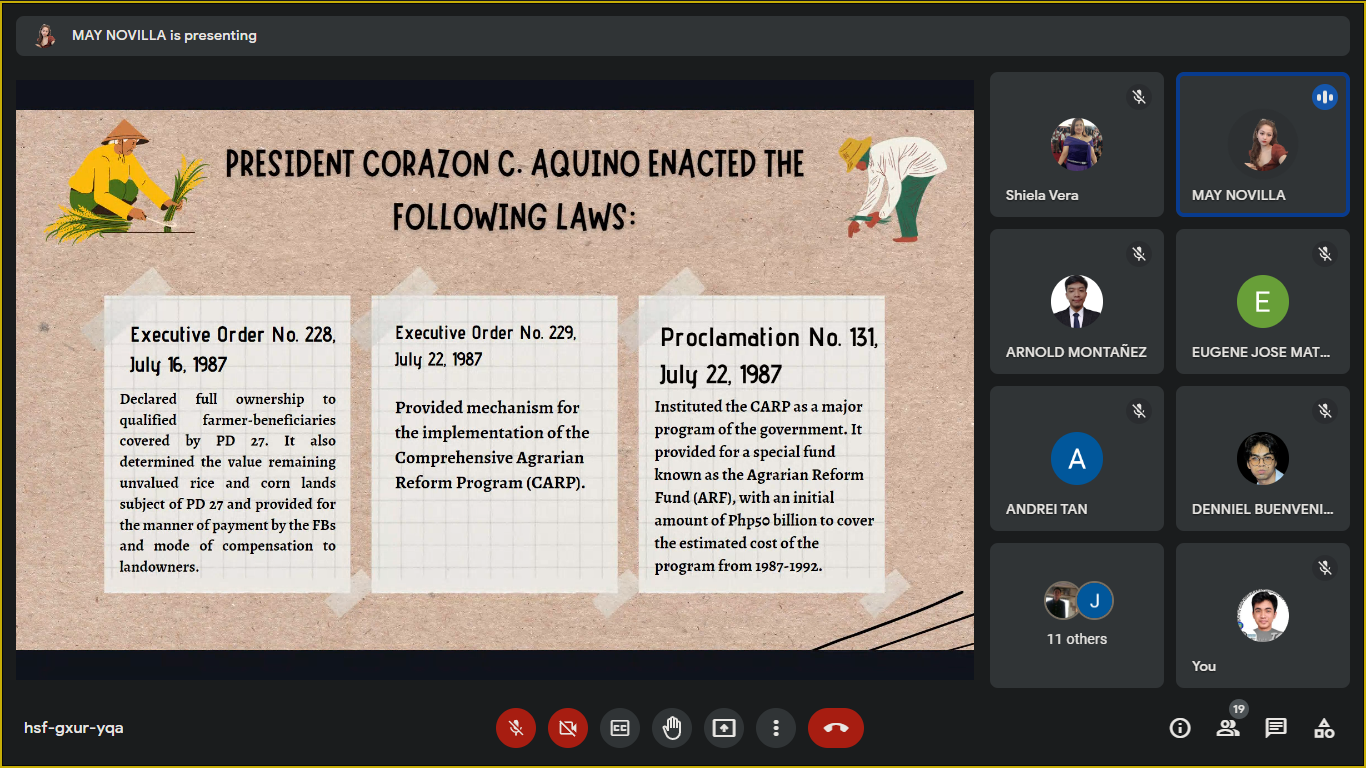 MAY NOVILLA is presenting
PRESIDENT CORAZON C. AQUINO ENACTED THE
FOLLOWING LAWS:
Executive Order No. 228,
July 16, 1987
Declared full ownership to
qualified farmer-beneficiaries
covered by PD 27. It also
determined the value remaining
unvalued rice and corn lands
subject of PD 27 and provided for
the manner of payment by the FBs
and mode of compensation to
landowners.
Executive Order No. 229,
July 22, 1987
Provided mechanism for
the implementation of the
Comprehensive Agrarian
Reform Program (CARP).
Proclamation No. 131,
July 22, 1987
Instituted the CARP as a major
program of the government. It
provided for a special fund
known as the Agrarian Reform
Fund (ARF), with an initial
amount of Php50 billion to cover
the estimated cost of the
program from 1987-1992.
Shiela Vera
MAY NOVILLA
ARNOLD MONTAÑEZ
E
EUGENE JOSE MAT...
A
ANDREI TAN
DENNIEL BUENVENI...
J
11 others
You
hsf-gxur-yqa
CC
19